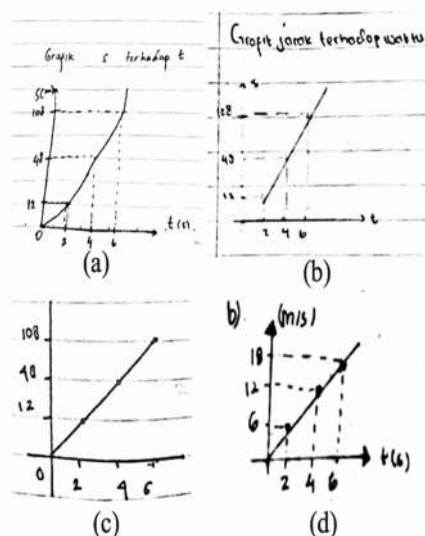 Grafik s terhadap t
108
48
12
0
2 4 6
t (s)
(a)
Grafik jarak terhadap waktu
s
108
48
12
2 4 6
t
(b)
108
48
12
0
2 4 6
(c)
b)
(m/s)
18
12
6
2 4 6
t (s)
(d)